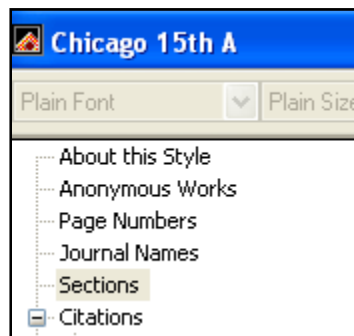 Chicago 15th A
Plain Font Plain Size
About this Style
Anonymous Works
Page Numbers
Journal Names
Sections
Citations